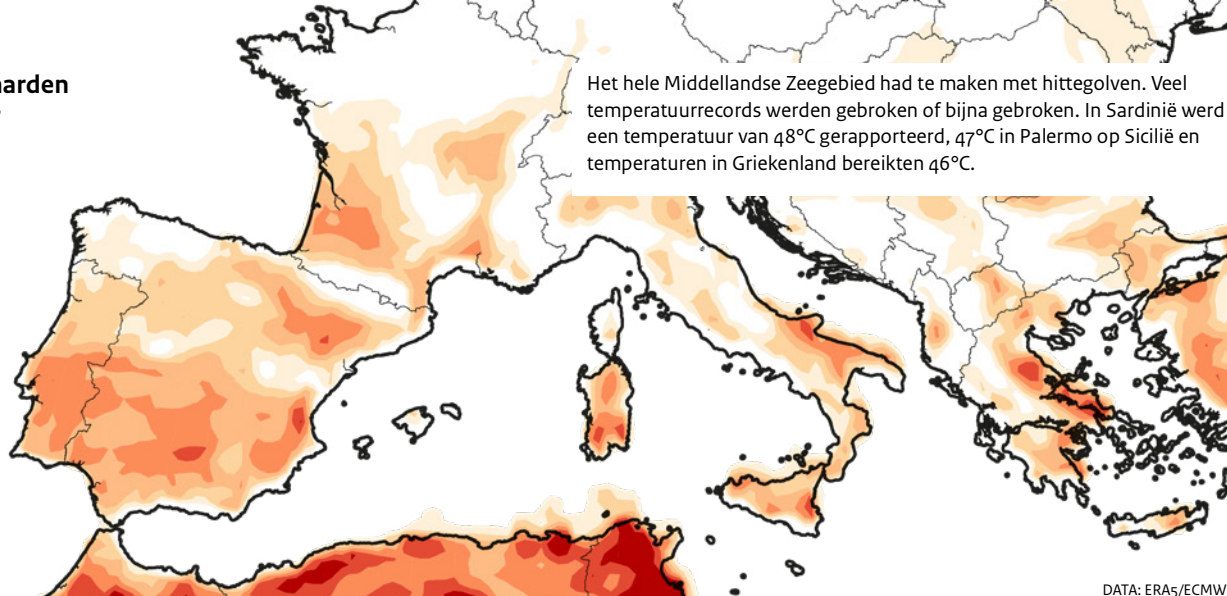 Het hele Middellandse Zeegebied had te maken met hittegolven. Veel
temperatuurrecords werden gebroken of bijna gebroken. In Sardinië werd
een temperatuur van 48°C gerapporteerd, 47°C in Palermo op Sicilië en
temperaturen in Griekenland bereikten 46°C.
DATA: ERA5/ECMW